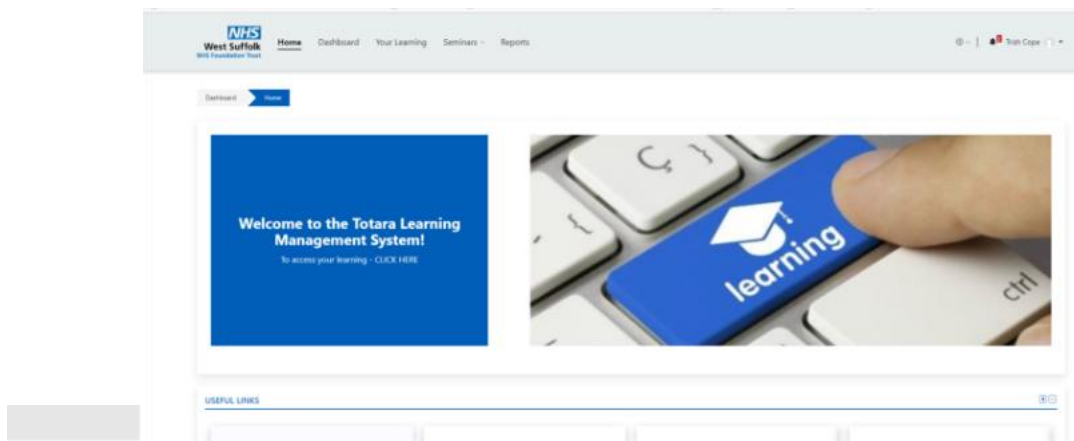 NHS
West Suffolk
NHS Foundation Trust
Home Dashboard Your Learning Seminars Reports
Cope
Dashboard Home
Welcome to the Totara Learning
Management System!
To access your learning - CLICK HERE
Ç }
learning
ctrl
USEFUL LINKS